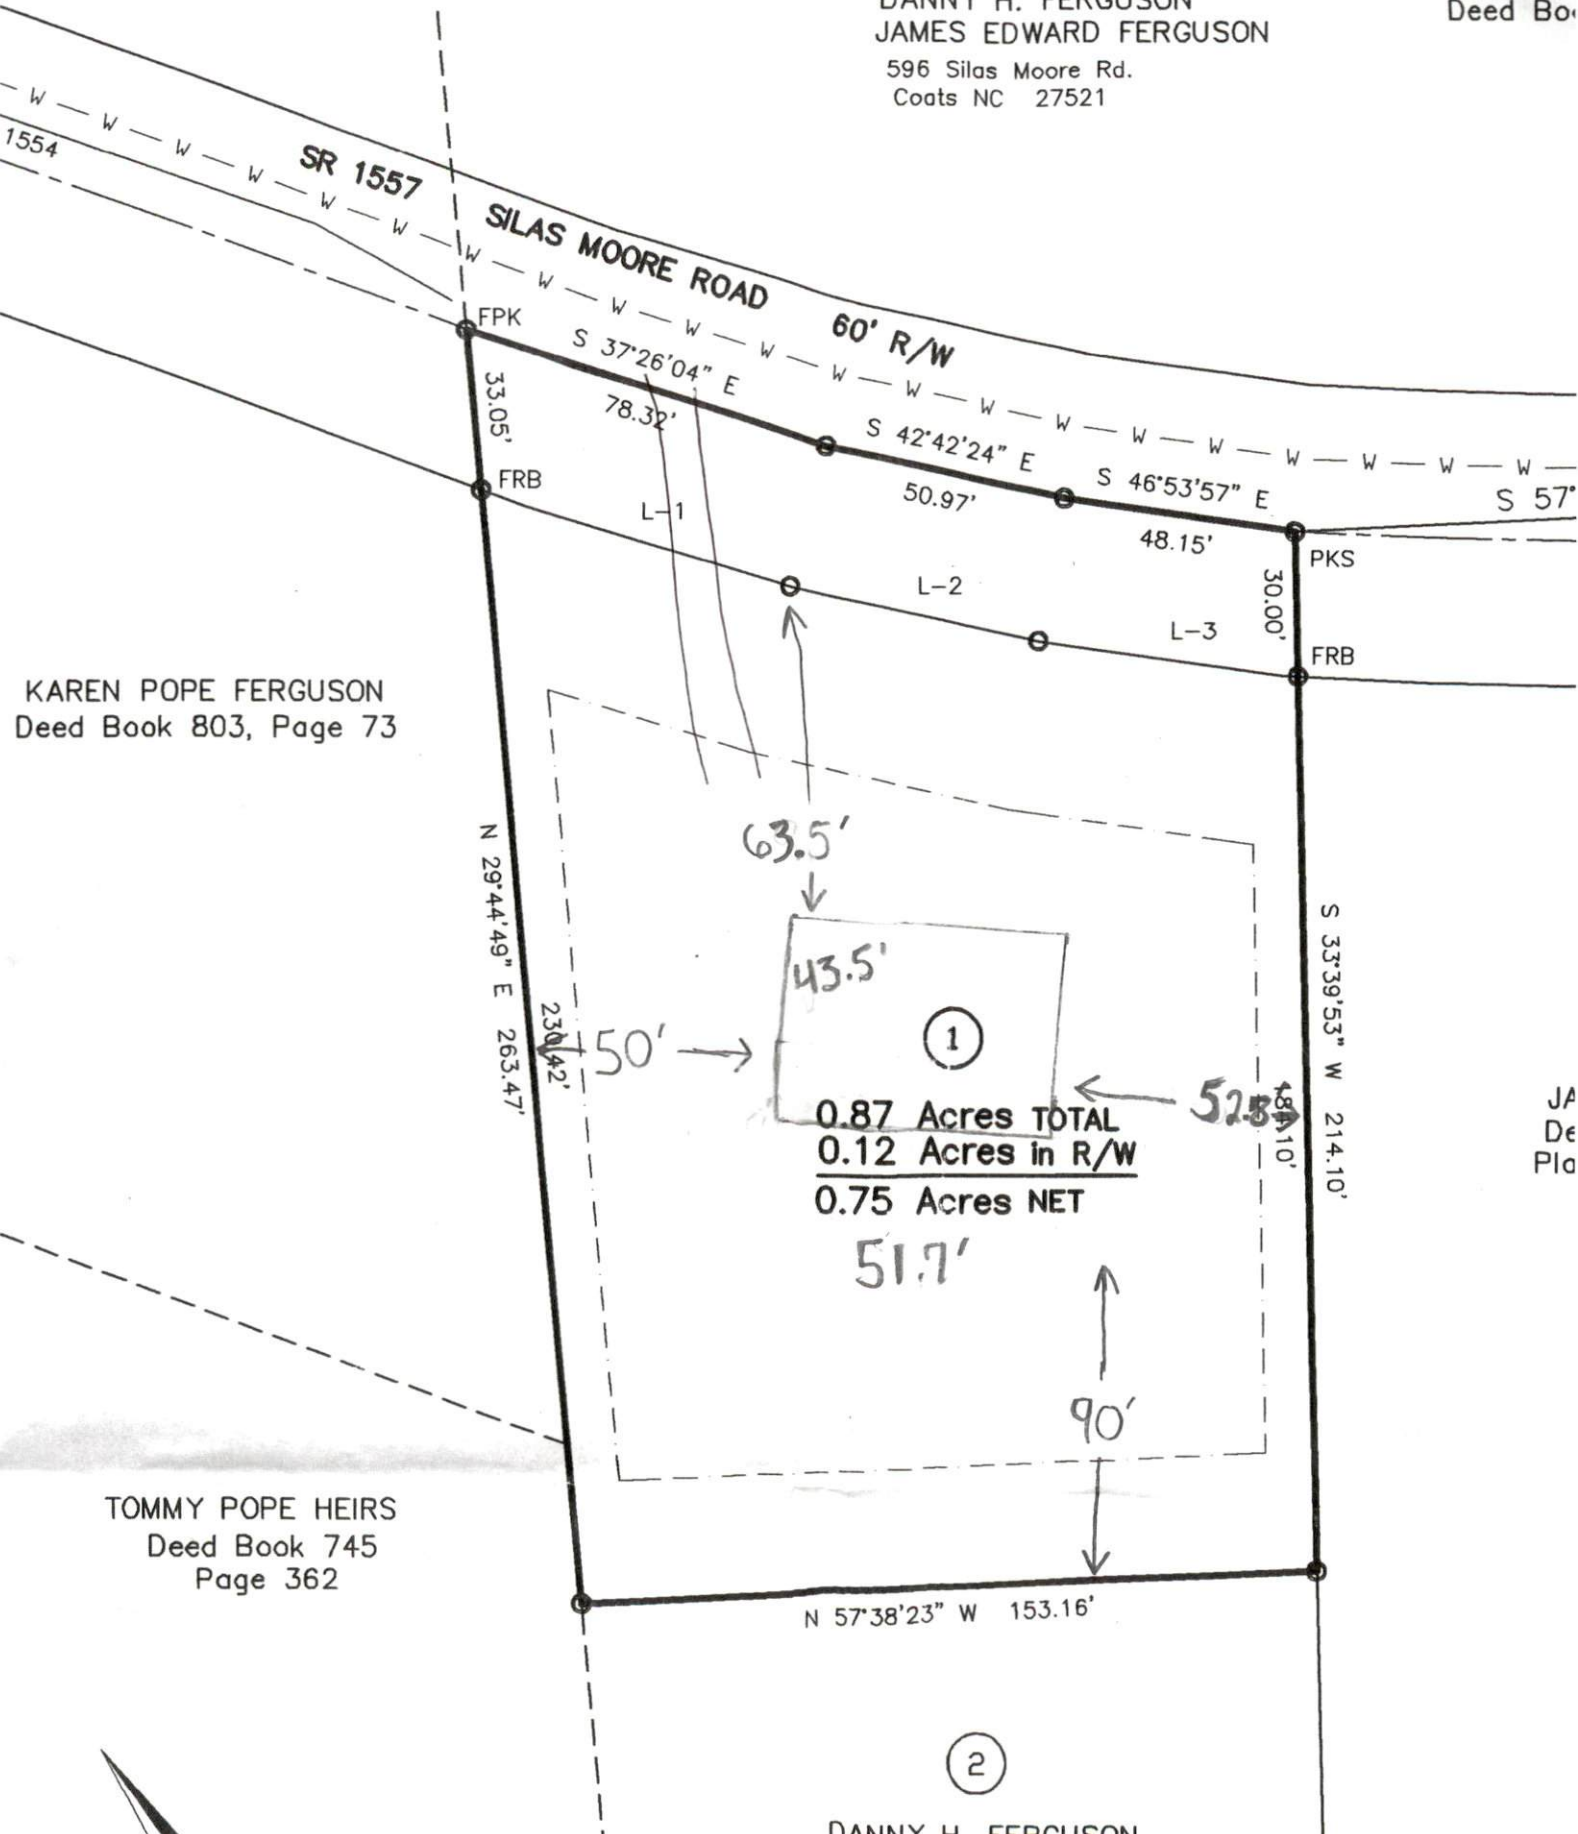 DANNY H. FERGUSON
JAMES EDWARD FERGUSON
596 Silas Moore Rd.
Coats NC 27521
Deed
W W W W W W W W W W W W W W W W W W W W W
1554
SR 1557 SILAS MOORE ROAD 60' R/W
FPK
S 37°26'04" E
78.32'
33.05'
S 42°42'24" E
50.97'
S 46°53'57" E
48.15'
S 57°
PKS
30.00'
FRB
FRB
L-1
L-2
L-3
KAREN POPE FERGUSON
Deed Book 803, Page 73
63.5'
43.5'
N 29°44'49" E 263.47'
230.42'
50'
1
S 33°39'53" W 214.10'
0.87 Acres TOTAL
0.12 Acres in R/W
0.75 Acres NET
51.7'
90'
TOMMY POPE HEIRS
Deed Book 745
Page 362
N 57°38'23" W 153.16'
2
DANNY H. FERGUSON